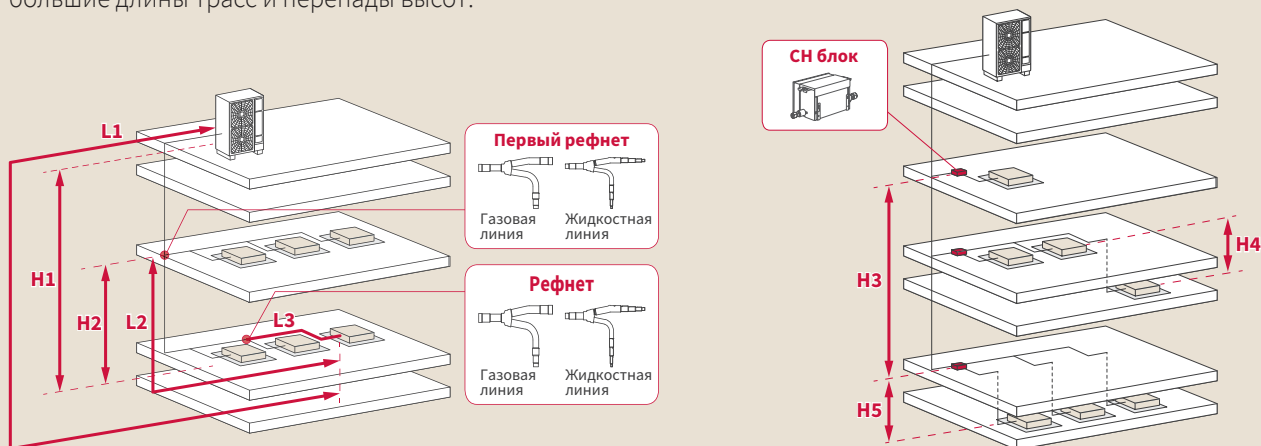 большие длины трасс и перепады высот.
L1
H1
H2
L2
L3
Первый рефнет
Газовая
линия
Жидкостная
линия
Рефнет
Газовая
линия
Жидкостная
линия
СН блок
H3
H4
H5